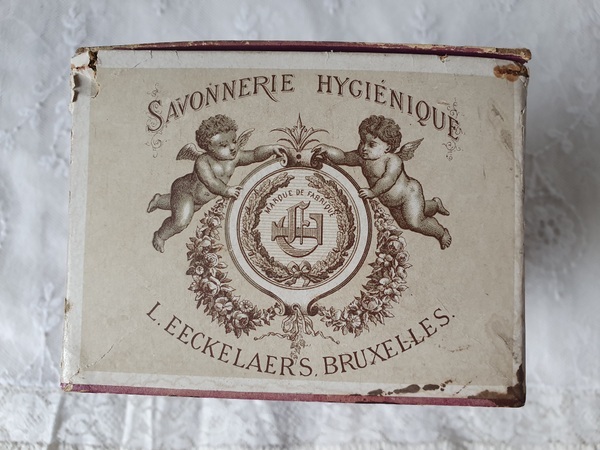 SAVONNERIE HYGIÉNIQUE
MARQUE DE FABRIQUE
L. EECKELAERS, BRUXELLES.